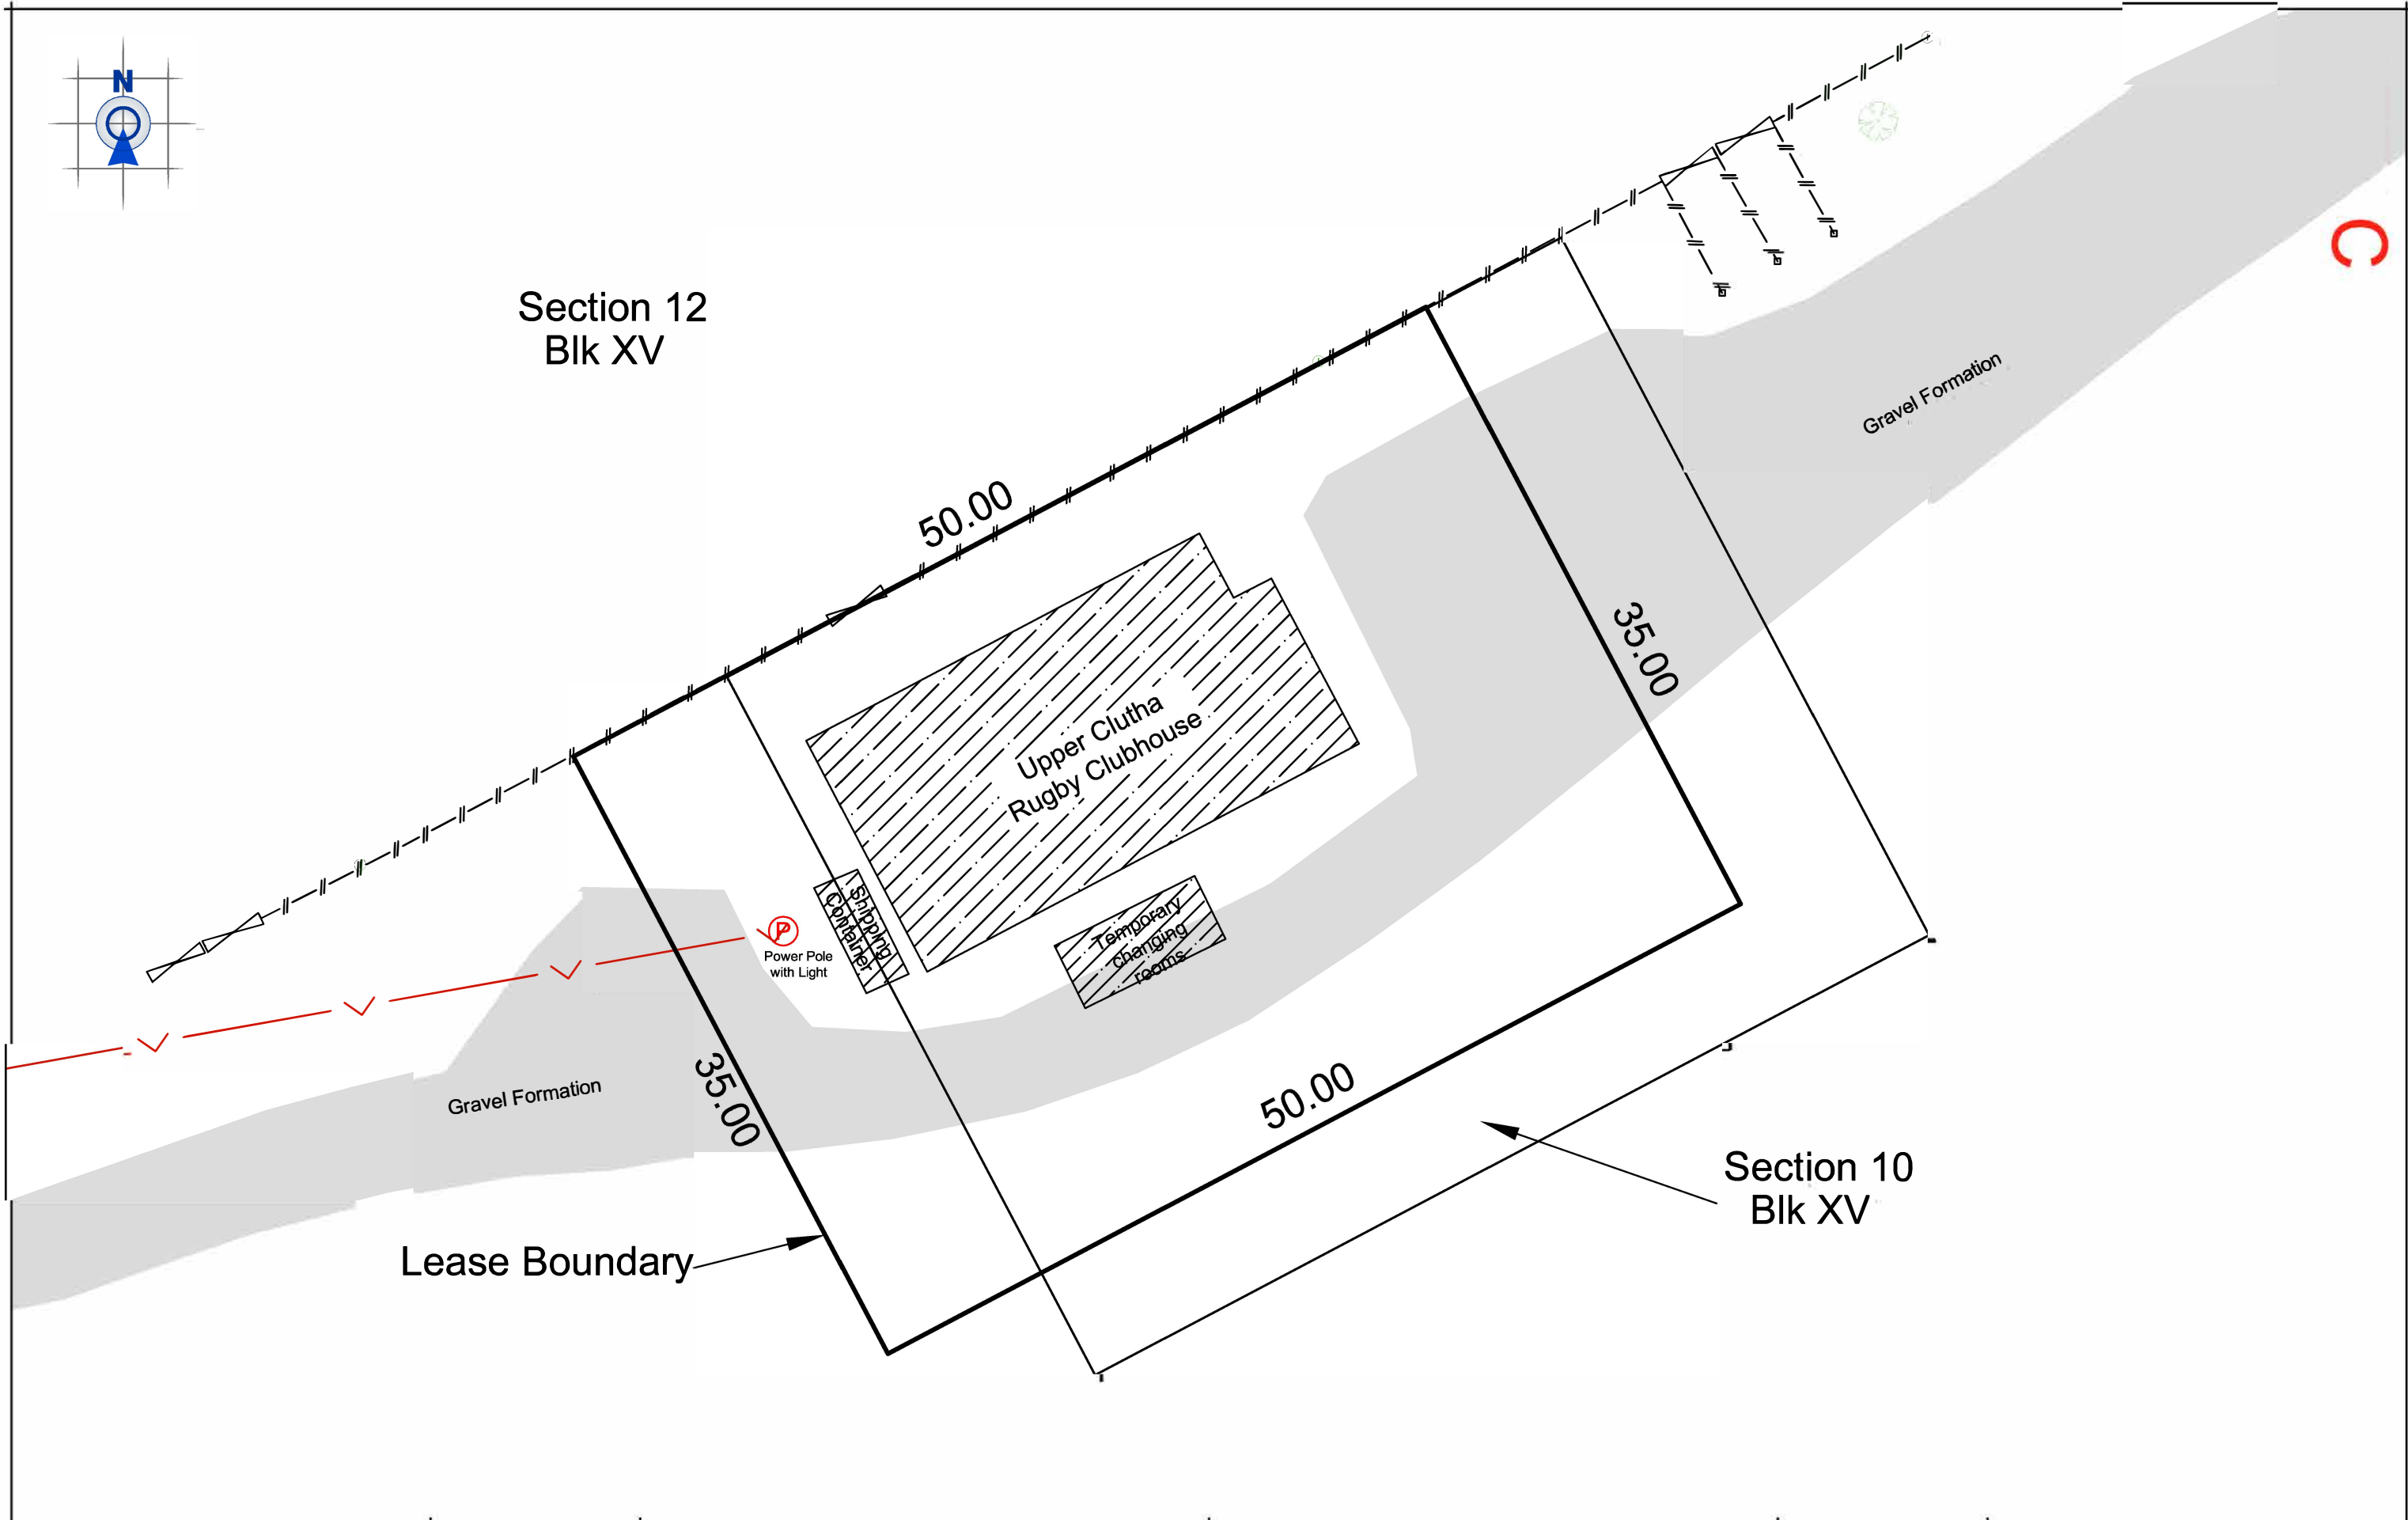 N
C
Section 12
Blk XV
Gravel Formation
50.00
35.00
Upper Clutha
Rugby Clubhouse
Shipping
Container
Temporary
changing
rooms
P
Power Pole
with Light
Gravel Formation
35.00
50.00
Section 10
Blk XV
Lease Boundary